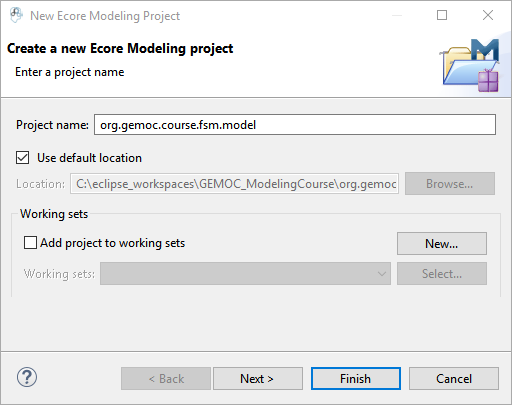 New Ecore Modeling Project
Create a new Ecore Modeling project
Enter a project name
Project name: org.gemoc.course.fsm.model
Use default location
Location: C:\eclipse_workspaces\GEMOC_ModelingCourse\org.gemoc Browse...
Working sets
Add project to working sets New...
Working sets: Select...
? < Back Next > Finish Cancel